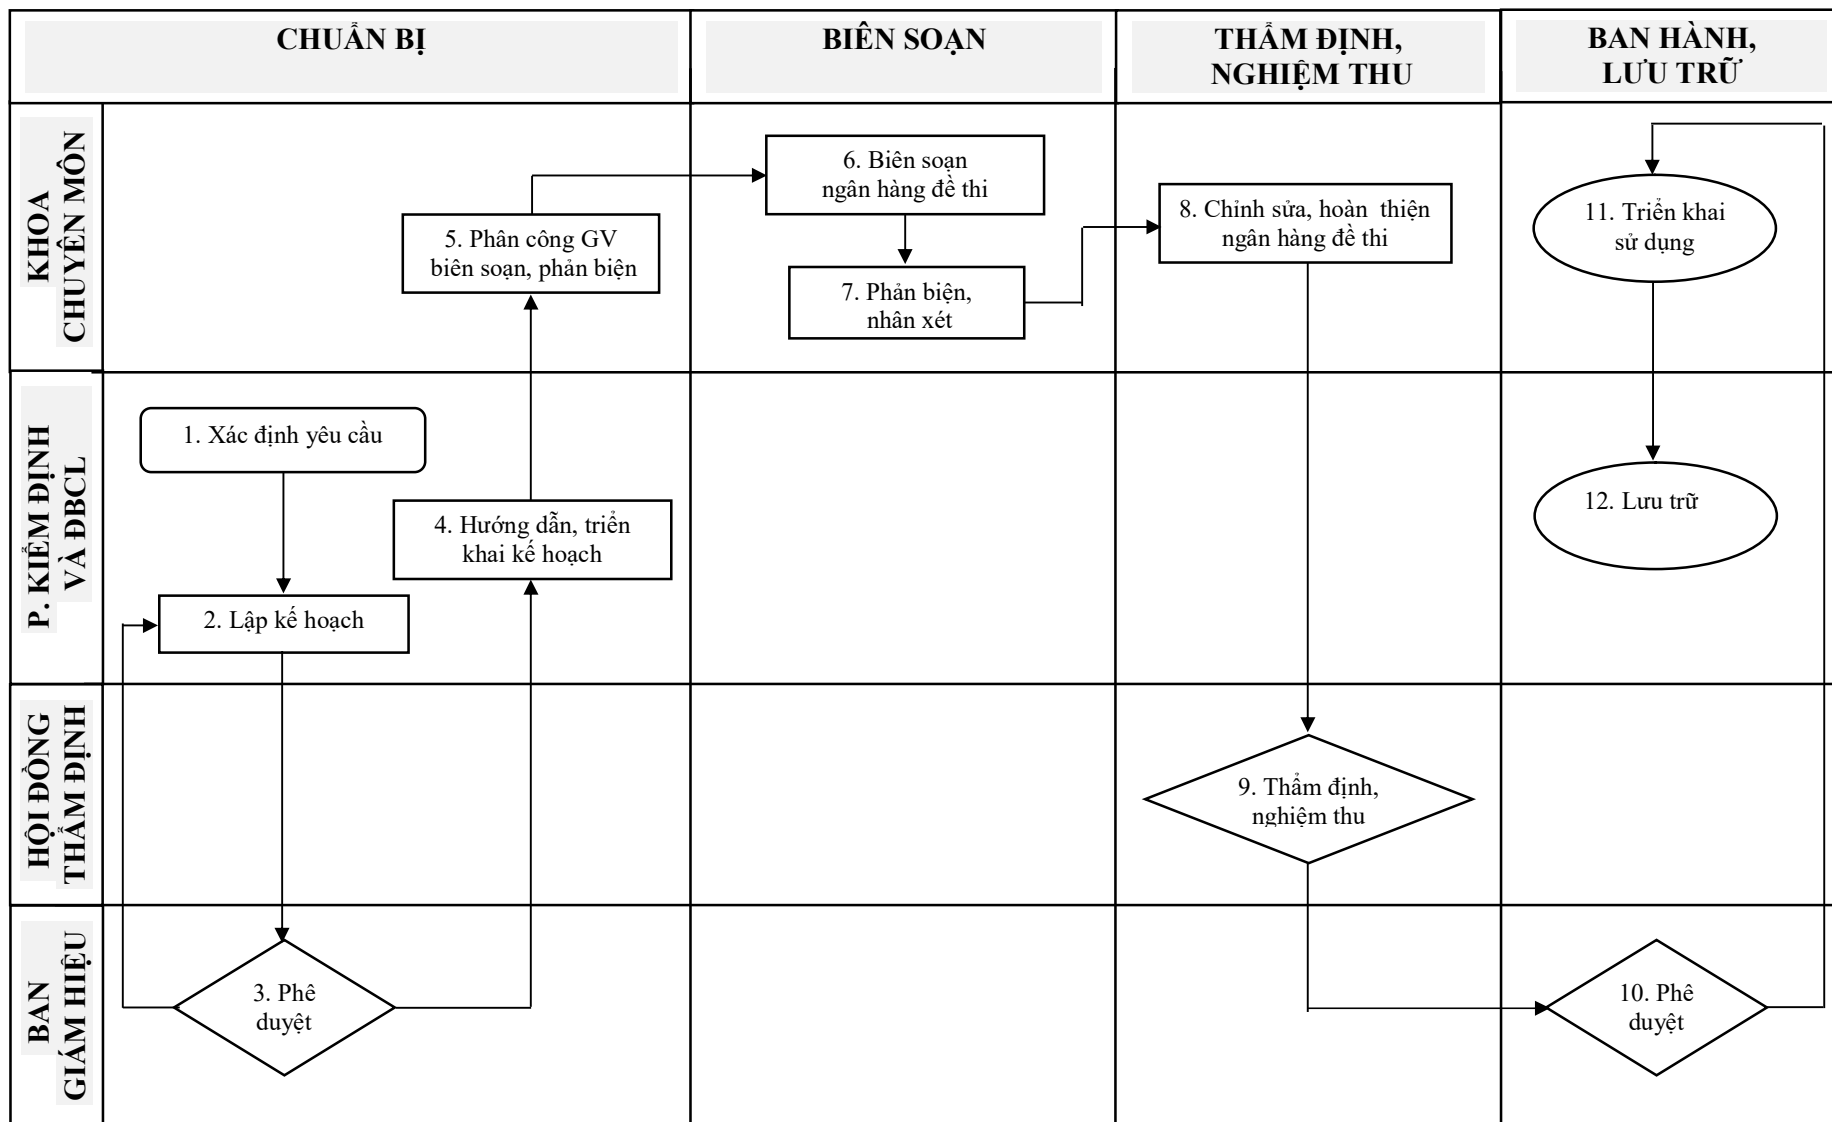 CHUẨN BỊ
BIÊN SOẠN
THẨM ĐỊNH,
NGHIỆM THU
BAN HÀNH,
LƯU TRỮ
KHOA
CHUYÊN MÔN
5. Phân công GV
biên soạn, phản biện
6. Biên soạn
ngân hàng đề thi
7. Phản biện,
nhân xét
8. Chỉnh sửa, hoàn thiện
ngân hàng đề thi
11. Triển khai
sử dụng
P. KIỂM ĐỊNH
VÀ ĐBCL
1. Xác định yêu cầu
4. Hướng dẫn, triển
khai kế hoạch
2. Lập kế hoạch
12. Lưu trữ
HỘI ĐỒNG
THẨM ĐỊNH
9. Thẩm định,
nghiệm thu
BAN
GIÁM HIỆU
3. Phê
duyệt
10. Phê
duyệt